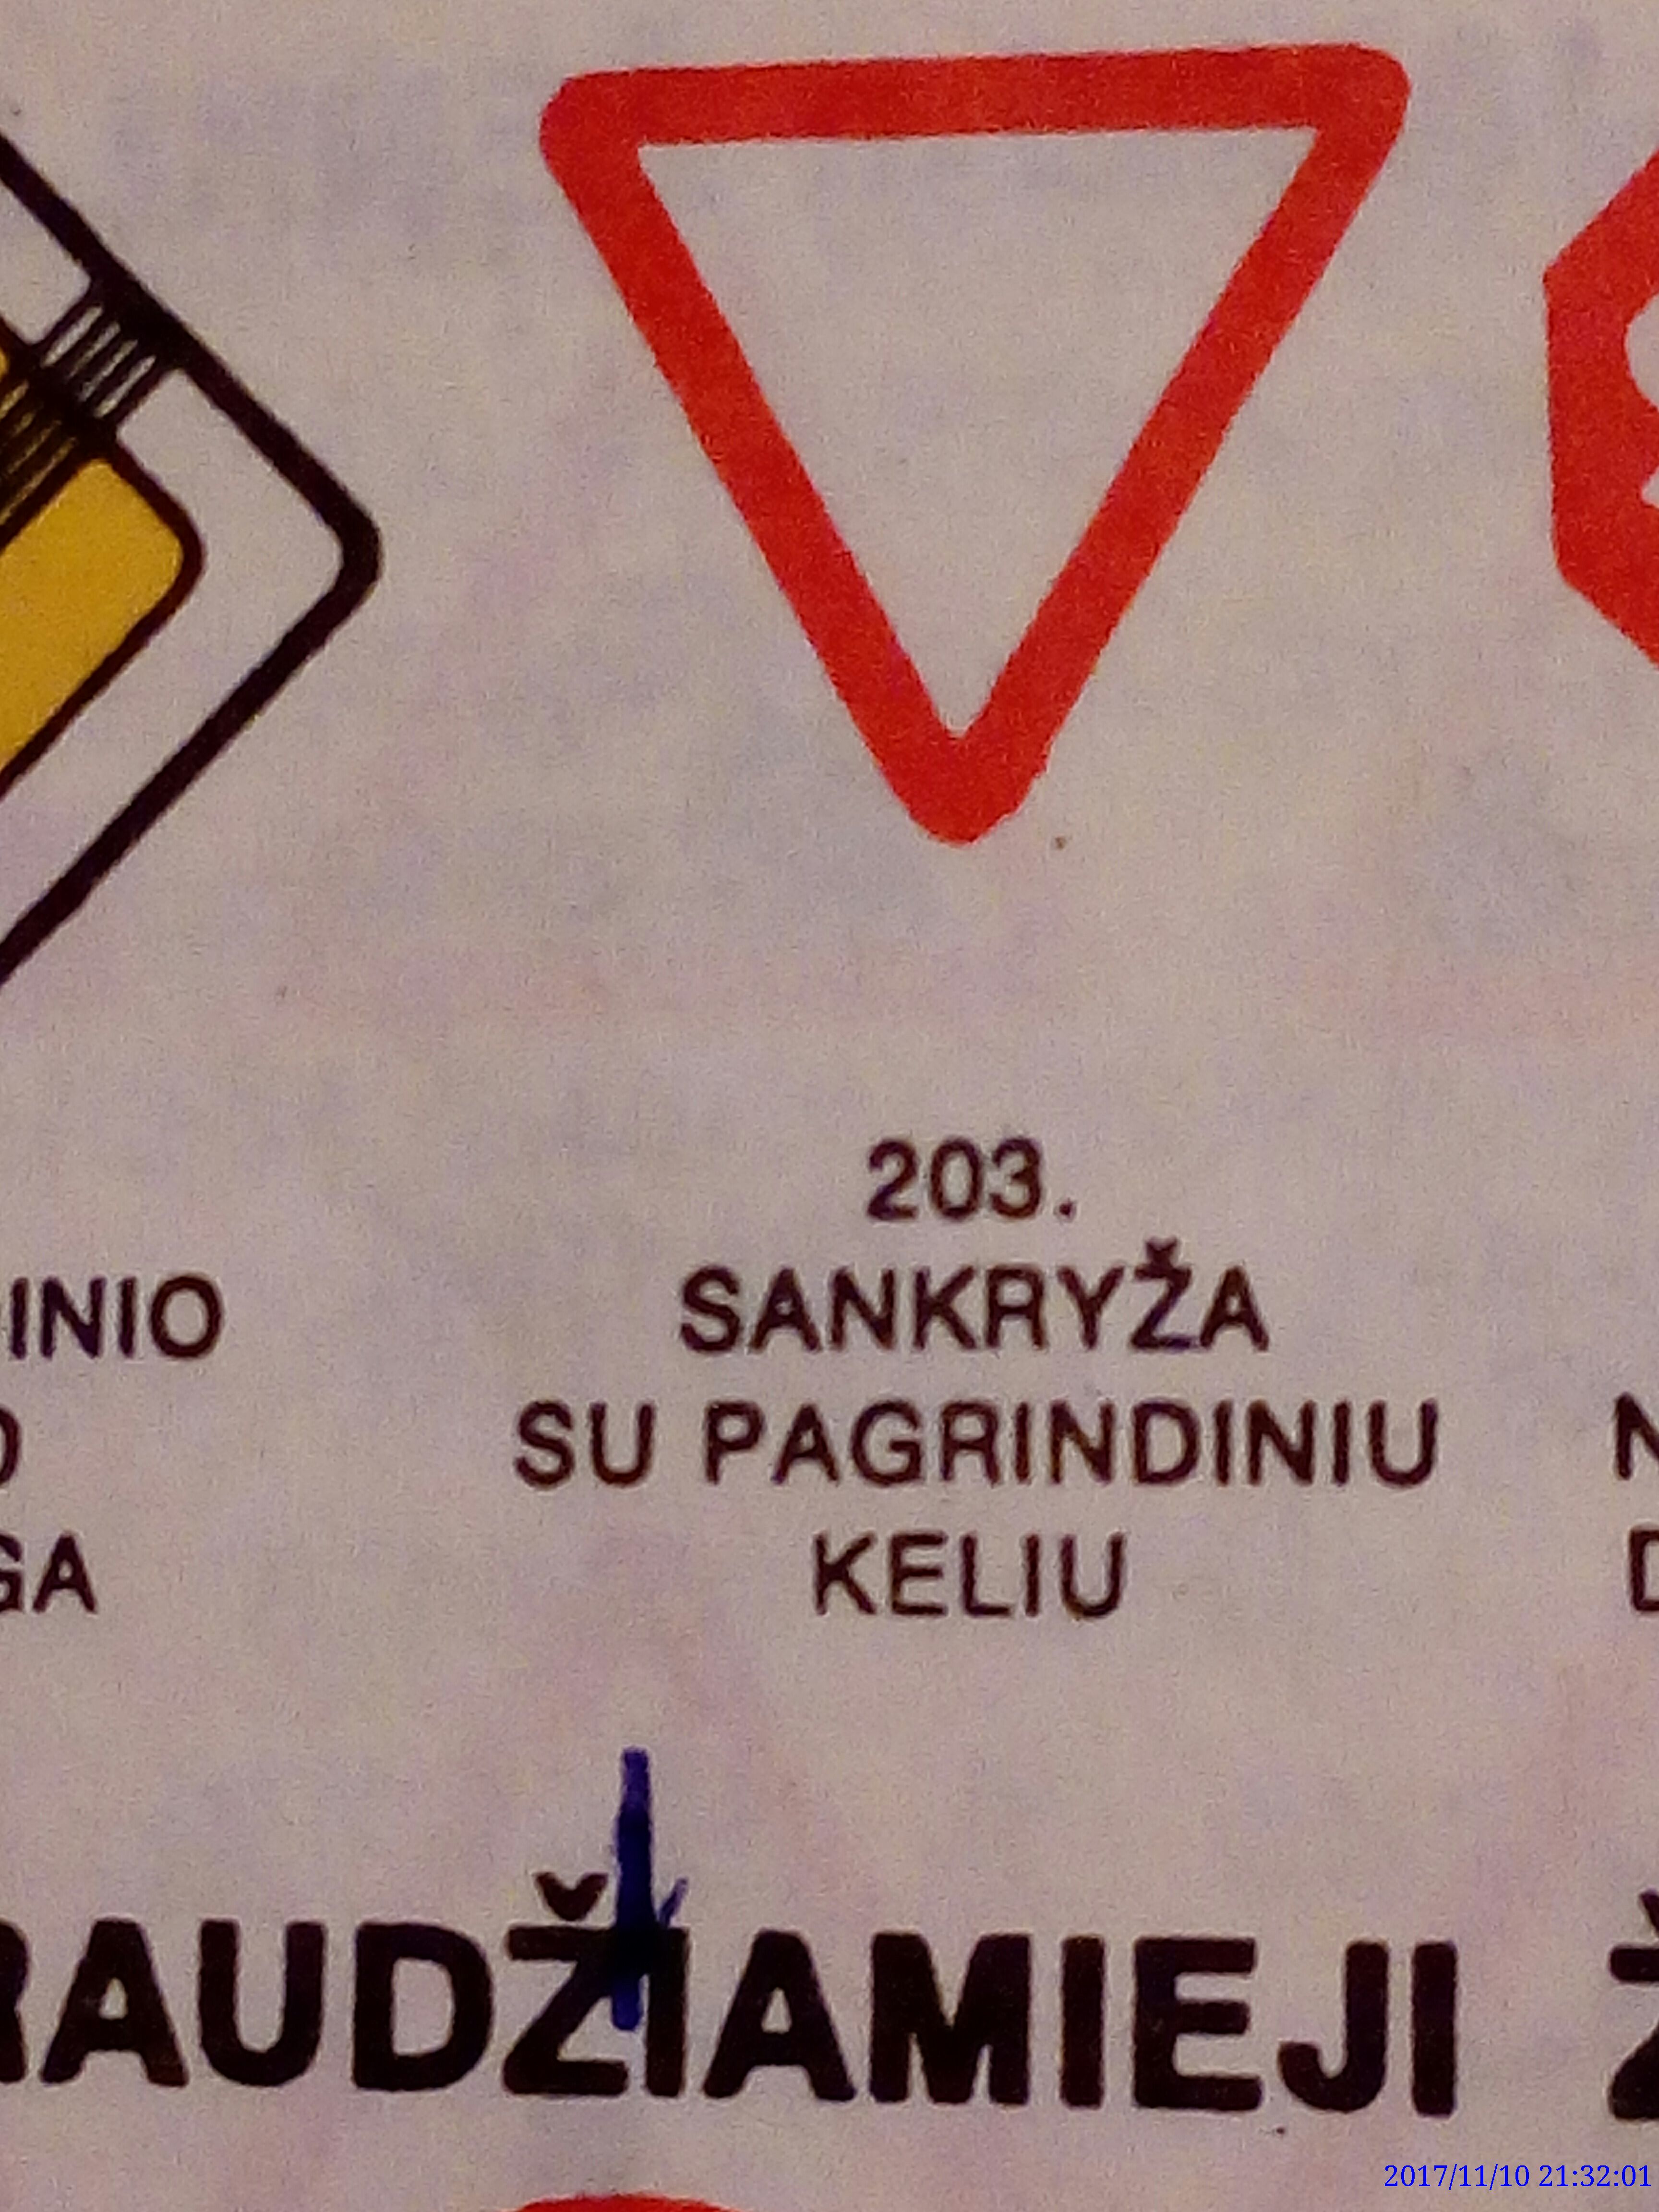 203.
SANKRYŽA
SU PAGRINDINIU
KELIU
INIO
GA
RAUDŽIAMIEJI Ž
2017/11/10 21:32:01